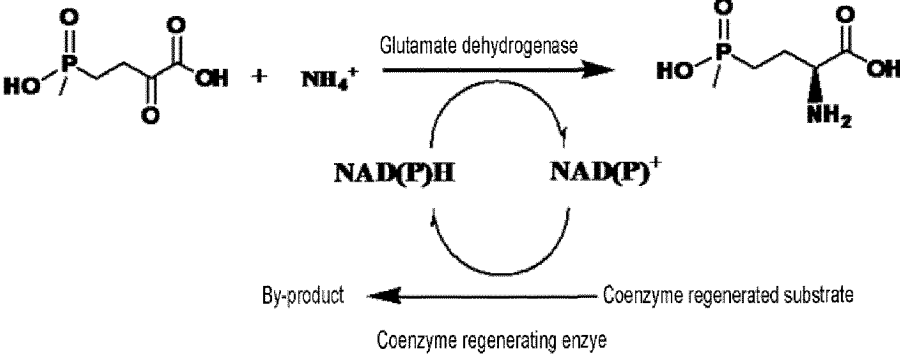 O
P
HO
O
OH
O
+
NH4+
Glutamate dehydrogenase
O
P
HO
O
OH
NH2
NAD(P)H
NAD(P)+
By-product
Coenzyme regenerated substrate
Coenzyme regenerating enzye